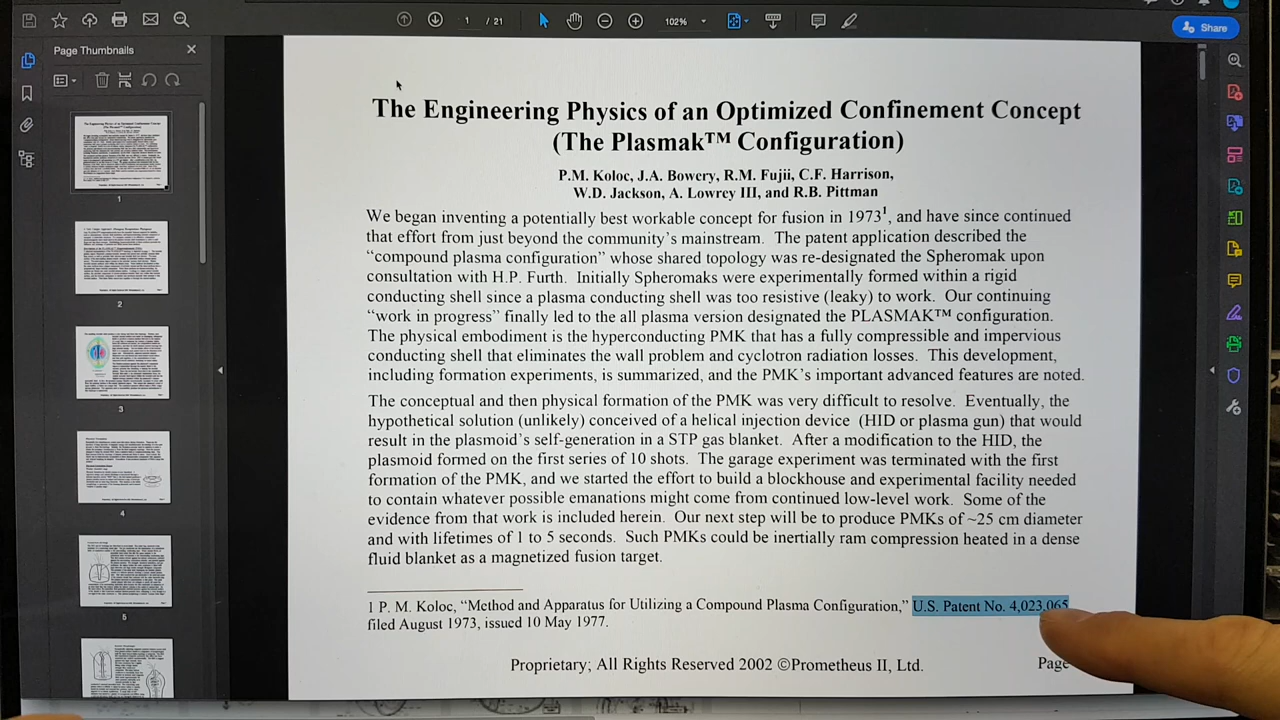 1 / 21
102%
Share
Page Thumbnails
1
2
3
4
5
The Engineering Physics of an Optimized Confinement Concept
(The Plasmak™ Configuration)
P.M. Koloc, J.A. Bowery, R.M. Fujii, C.F. Harrison,
W.D. Jackson, A. Lowrey III, and R.B. Pittman
We began inventing a potentially best workable concept for fusion in 1973¹, and have since continued
that effort from just beyond the community's mainstream. The patent application described the
“compound plasma configuration” whose shared topology was re-designated the Spheromak upon
consultation with H.P. Furth. Initially Spheromaks were experimentally formed within a rigid
conducting shell since a plasma conducting shell was too resistive (leaky) to work. Our continuing
“work in progress” finally led to the all plasma version designated the PLASMAK™ configuration.
The physical embodiment is the hyperconducting PMK that has a fully compressible and impervious
conducting shell that eliminates the wall problem and cyclotron radiation losses. This development,
including formation experiments, is summarized, and the PMK's important advanced features are noted.
The conceptual and then physical formation of the PMK was very difficult to resolve. Eventually, the
hypothetical solution (unlikely) conceived of a helical injection device (HID or plasma gun) that would
result in the plasmoid's self-generation in a STP gas blanket. After a modification to the HID, the
plasmoid formed on the first series of 10 shots. The garage experiment was terminated with the first
formation of the PMK, and we started the effort to build a blockhouse and experimental facility needed
to contain whatever possible emanations might come from continued low-level work. Some of the
evidence from that work is included herein. Our next step will be to produce PMKs of ~25 cm diameter
and with lifetimes of 1 to 5 seconds. Such PMKs could be inertially ram compression heated in a dense
fluid blanket as a magnetized fusion target.
1 P. M. Koloc, “Method and Apparatus for Utilizing a Compound Plasma Configuration,” U.S. Patent No. 4,023,065
filed August 1973, issued 10 May 1977.
Proprietary; All Rights Reserved 2002 ©Prometheus II, Ltd. Page